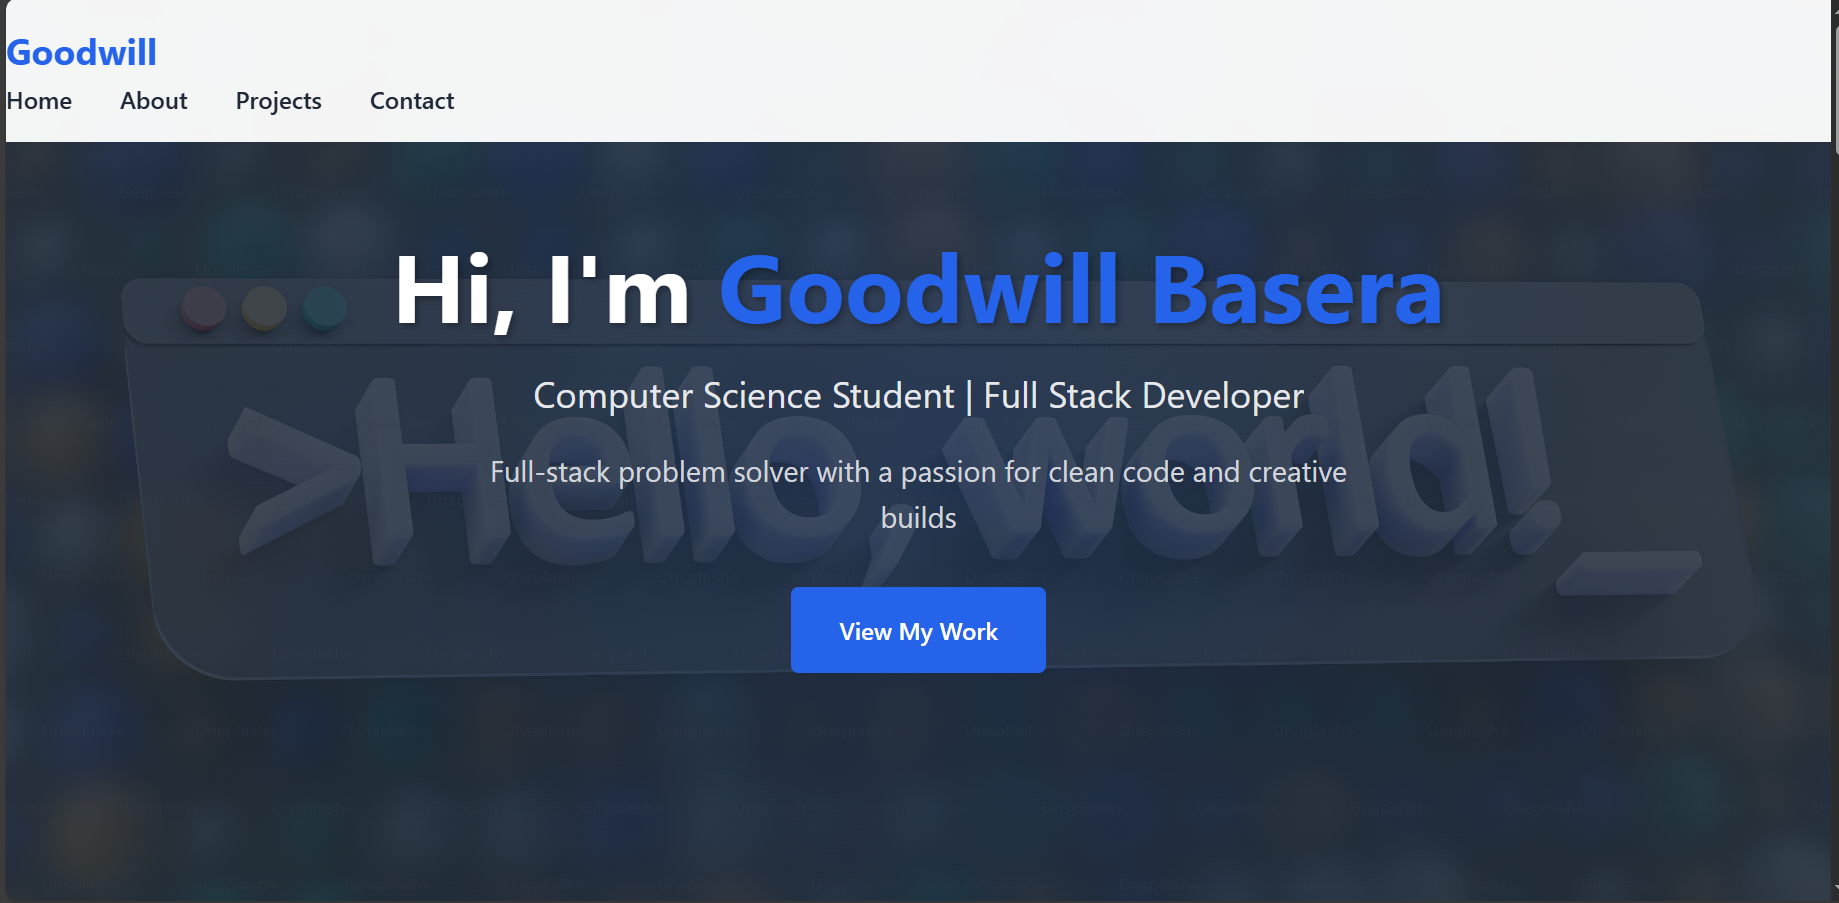 Goodwill
Home About Projects Contact
Hi, I'm Goodwill Basera
Computer Science Student | Full Stack Developer
>Hello, world!_
Full-stack problem solver with a passion for clean code and creative
builds
View My Work
Unsplash+